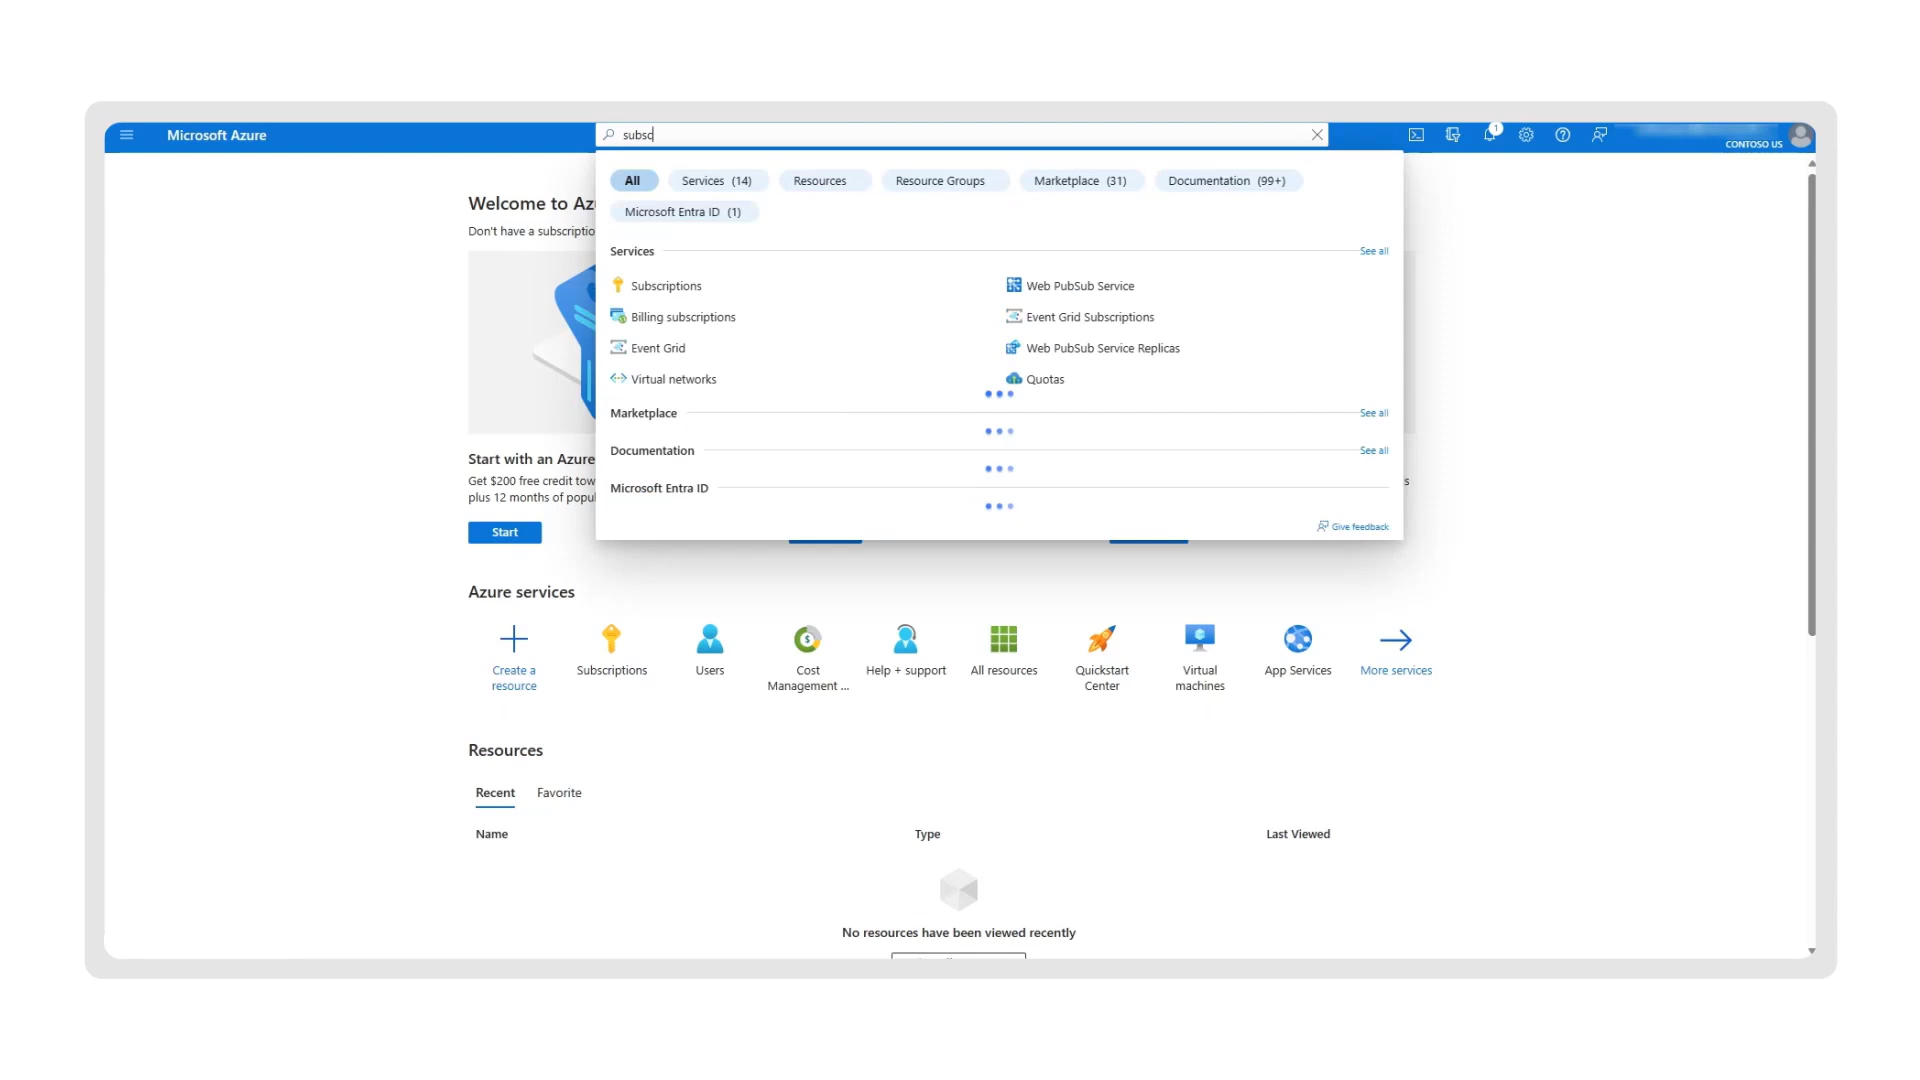 Microsoft Azure
subsc
1
CONTOSO US
All
Services (14)
Resources
Resource Groups
Marketplace (31)
Documentation (99+)
Microsoft Entra ID (1)
Services
See all
Subscriptions
Web PubSub Service
Billing subscriptions
Event Grid Subscriptions
Event Grid
Web PubSub Service Replicas
Virtual networks
Quotas
Marketplace
See all
Documentation
See all
Microsoft Entra ID
Give feedback
Welcome to Az
Don't have a subscriptio
Start with an Azure
Get $200 free credit tow
plus 12 months of popul
s
Start
Azure services
Create a
resource
Subscriptions
Users
Cost
Management ...
Help + support
All resources
Quickstart
Center
Virtual
machines
App Services
More services
Resources
Recent
Favorite
Name
Type
Last Viewed
No resources have been viewed recently